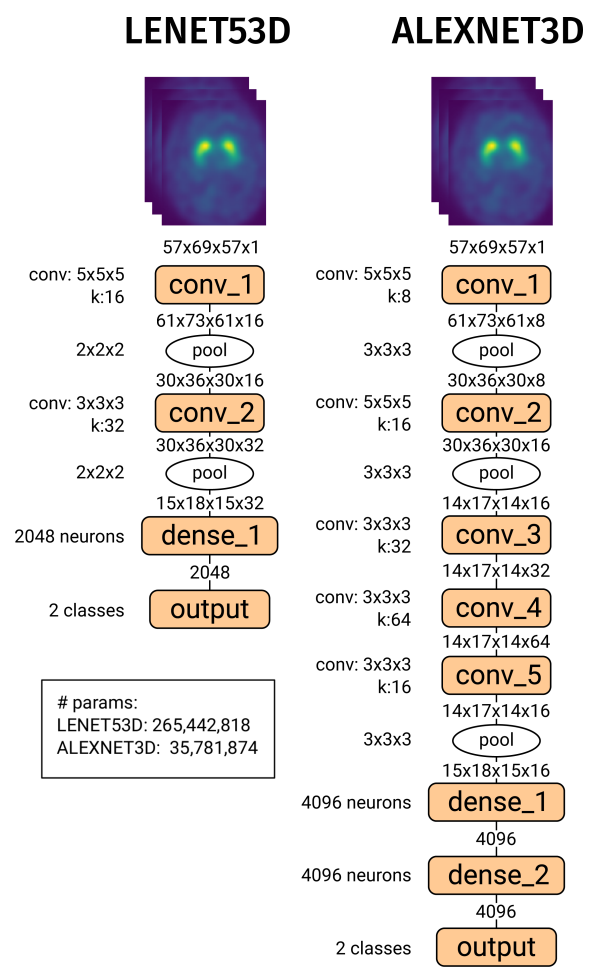 LENET53D
57x69x57x1
conv: 5x5x5
k:16
conv_1
61x73x61x16
2x2x2
pool
30x36x30x16
conv: 3x3x3
k:32
conv_2
30x36x30x32
2x2x2
pool
15x18x15x32
2048 neurons
dense_1
2048
2 classes
output
# params:
LENET53D: 265,442,818
ALEXNET3D: 35,781,874
ALEXNET3D
57x69x57x1
conv: 5x5x5
k:8
conv_1
61x73x61x8
3x3x3
pool
30x36x30x8
conv: 5x5x5
k:16
conv_2
30x36x30x16
3x3x3
pool
14x17x14x16
conv: 3x3x3
k:32
conv_3
14x17x14x32
conv: 3x3x3
k:64
conv_4
14x17x14x64
conv: 3x3x3
k:16
conv_5
14x17x14x16
3x3x3
pool
15x18x15x16
4096 neurons
dense_1
4096
4096 neurons
dense_2
4096
2 classes
output